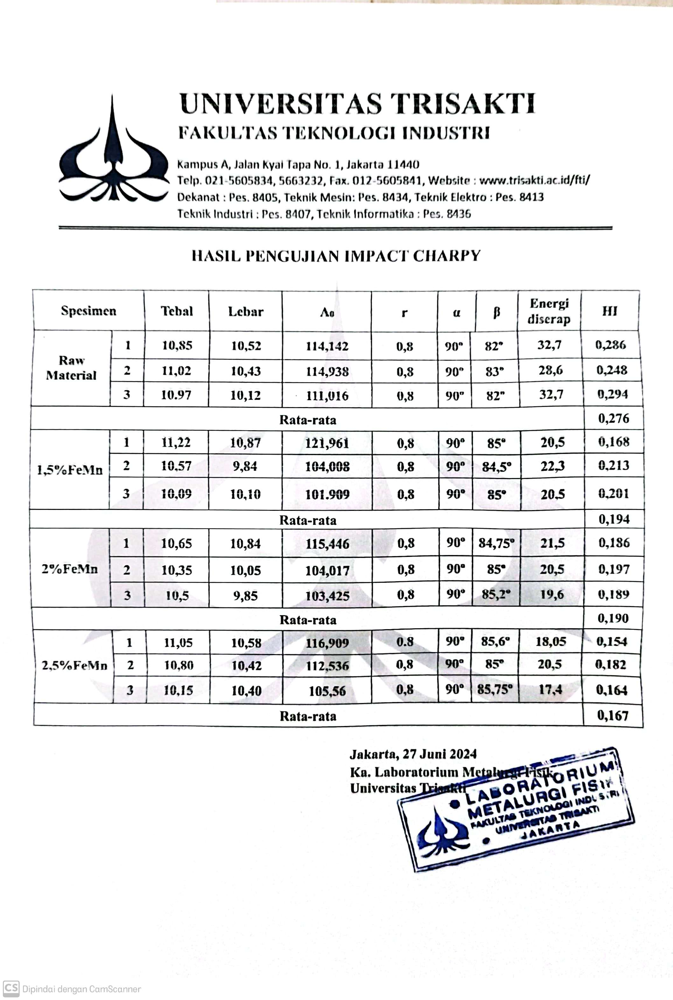 UNIVERSITAS TRISAKTI
FAKULTAS TEKNOLOGI INDUSTRI
Kampus A, Jalan Kyai Tapa No. 1, Jakarta 11440
Telp. 021-5605834, 5663232, Fax. 012-5605841, Website : www.trisakti.ac.id/fti/
Dekanat : Pes. 8405, Teknik Mesin: Pes. 8434, Teknik Elektro : Pes. 8413
Teknik Industri : Pes. 8407, Teknik Informatika : Pes. 8436
HASIL PENGUJIAN IMPACT CHARPY
Spesimen Tebal Lebar A₀ r α β Energi diserap HI
Raw Material
1 10,85 10,52 114,142 0,8 90° 82° 32,7 0,286
2 11,02 10,43 114,938 0,8 90° 83° 28,6 0,248
3 10.97 10,12 111,016 0,8 90° 82° 32,7 0,294
Rata-rata 0,276
1,5%FeMn
1 11,22 10,87 121,961 0,8 90° 85° 20,5 0,168
2 10,57 9,84 104,008 0,8 90° 84,5° 22,3 0,213
3 10,09 10,10 101.909 0,8 90° 85° 20,5 0,201
Rata-rata 0,194
2%FeMn
1 10,65 10,84 115,446 0,8 90° 84,75° 21,5 0,186
2 10,35 10,05 104,017 0,8 90° 85° 20,5 0,197
3 10,5 9,85 103,425 0,8 90° 85,2° 19,6 0,189
Rata-rata 0,190
2,5%FeMn
1 11,05 10,58 116,909 0.8 90° 85,6° 18,05 0,154
2 10,80 10,42 112,536 0,8 90° 85° 20,5 0,182
3 10,15 10,40 105,56 0,8 90° 85,75° 17,4 0,164
Rata-rata 0,167
Jakarta, 27 Juni 2024
Ka. Laboratorium Metalurgi Fisik
Universitas Trisakti
LABORATORIUM
METALURGI FISIK
FAKULTAS TEKNOLOGI INDUSTRI
UNIVERSITAS TRISAKTI
JAKARTA
CS Dipindai dengan CamScanner